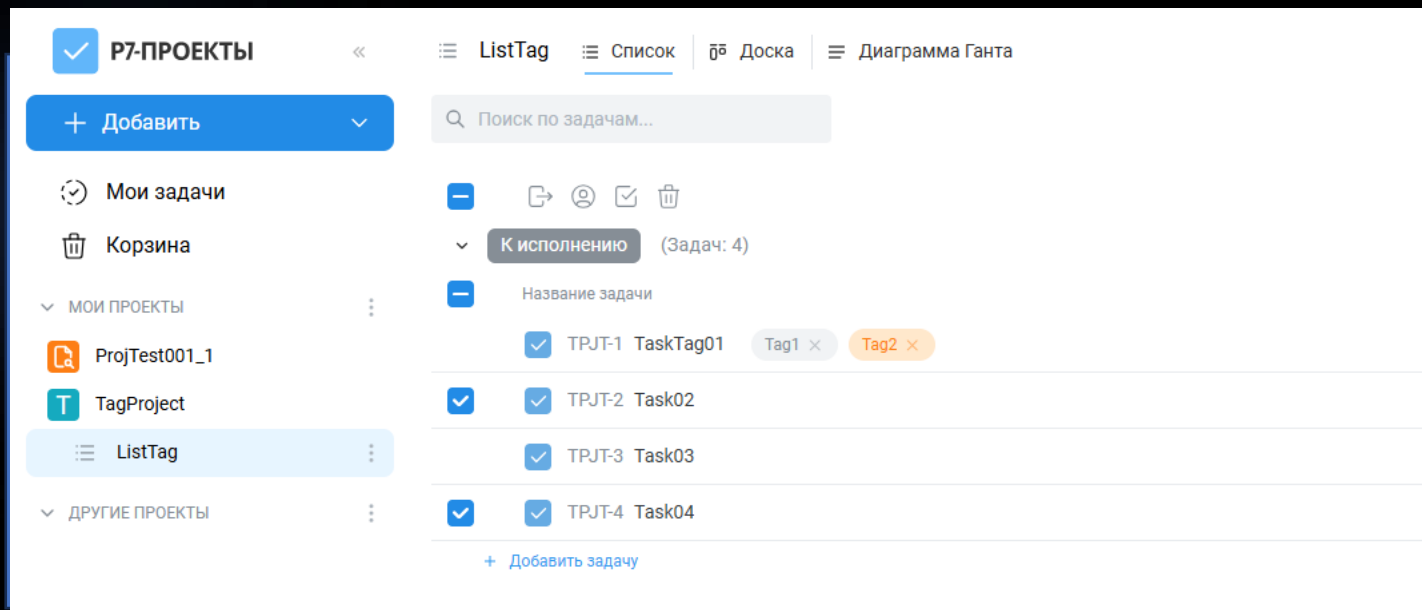 Р7-ПРОЕКТЫ
ListTag Список Доска Диаграмма Ганта
Добавить
Поиск по задачам...
Мои задачи
Корзина
К исполнению (Задач: 4)
МОИ ПРОЕКТЫ
Название задачи
ProjTest001_1
TPJT-1 TaskTag01 Tag1 Tag2
TagProject
TPJT-2 Task02
ListTag
TPJT-3 Task03
ДРУГИЕ ПРОЕКТЫ
TPJT-4 Task04
+ Добавить задачу